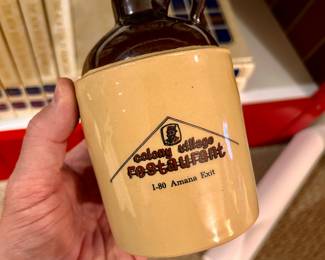 colony village
restaurant
I-80 Amana Exit